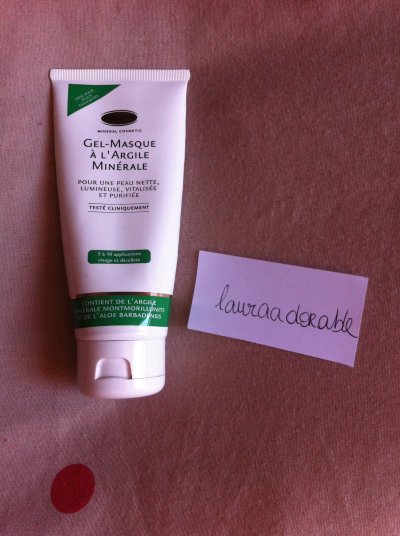 MINERAL COSMETIC
GEL-MASQUE
À L'ARGILE
MINÉRALE
POUR UNE PEAU NETTE,
LUMINEUSE, VITALISÉE
ET PURIFIÉE
TESTÉ CLINIQUEMENT
5 à 10 applications
visage et décolleté
CONTIENT DE L'ARGILE
MINÉRALE MONTMORILLONITE
ET DE L'ALOE BARBADENSIS
lauraadorable